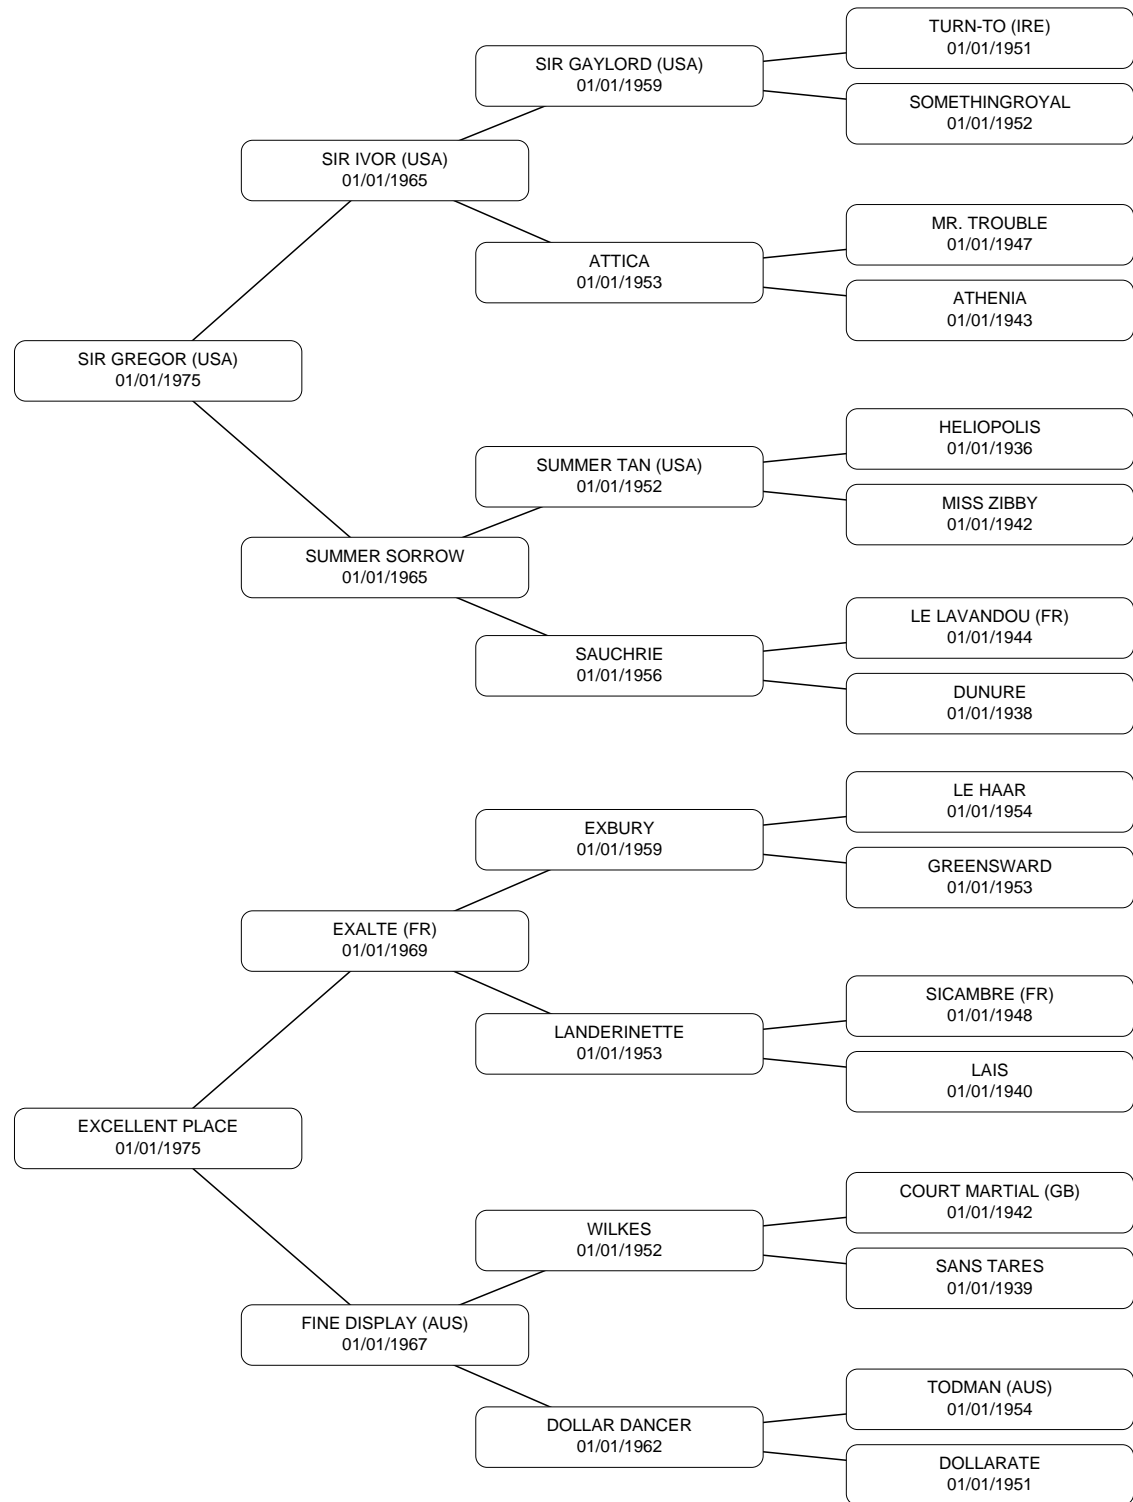 TURN-TO (IRE)
01/01/1951
SIR GAYLORD (USA)
01/01/1959
SOMETHINGROYAL
01/01/1952
SIR IVOR (USA)
01/01/1965
MR. TROUBLE
01/01/1947
ATTICA
01/01/1953
ATHENIA
01/01/1943
SIR GREGOR (USA)
01/01/1975
HELIOPOLIS
01/01/1936
SUMMER TAN (USA)
01/01/1952
MISS ZIBBY
01/01/1942
SUMMER SORROW
01/01/1965
LE LAVANDOU (FR)
01/01/1944
SAUCHRIE
01/01/1956
DUNURE
01/01/1938
LE HAAR
01/01/1954
EXBURY
01/01/1959
GREENSWARD
01/01/1953
EXALTE (FR)
01/01/1969
SICAMBRE (FR)
01/01/1948
LANDERINETTE
01/01/1953
LAIS
01/01/1940
EXCELLENT PLACE
01/01/1975
COURT MARTIAL (GB)
01/01/1942
WILKES
01/01/1952
SANS TARES
01/01/1939
FINE DISPLAY (AUS)
01/01/1967
TODMAN (AUS)
01/01/1954
DOLLAR DANCER
01/01/1962
DOLLARATE
01/01/1951